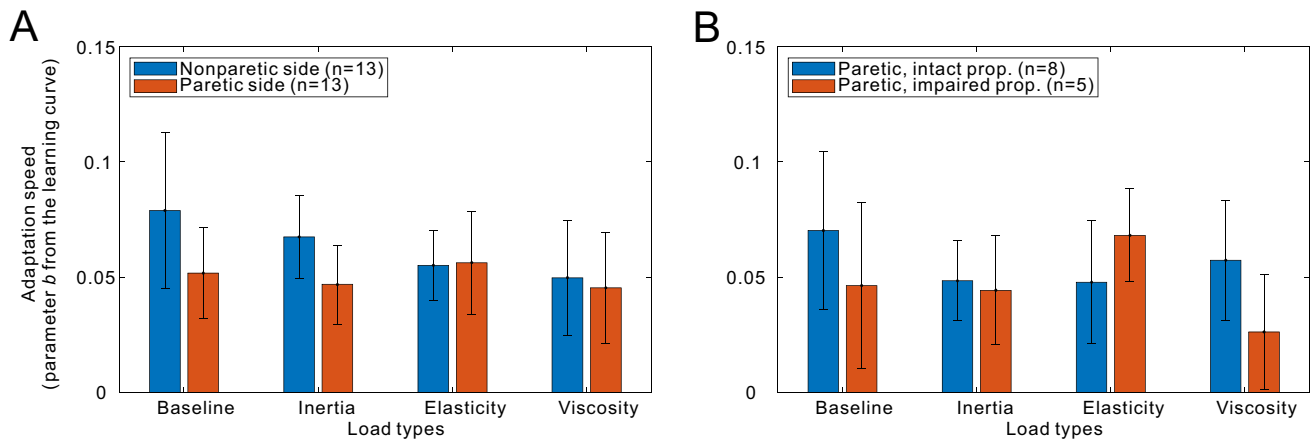 A
Adaptation speed
(parameter b from the learning curve)
0.15
0.1
0.05
0
Nonparetic side (n=13)
Paretic side (n=13)
Baseline Inertia Elasticity Viscosity
Load types
B
0.15
0.1
0.05
0
Paretic, intact prop. (n=8)
Paretic, impaired prop. (n=5)
Baseline Inertia Elasticity Viscosity
Load types